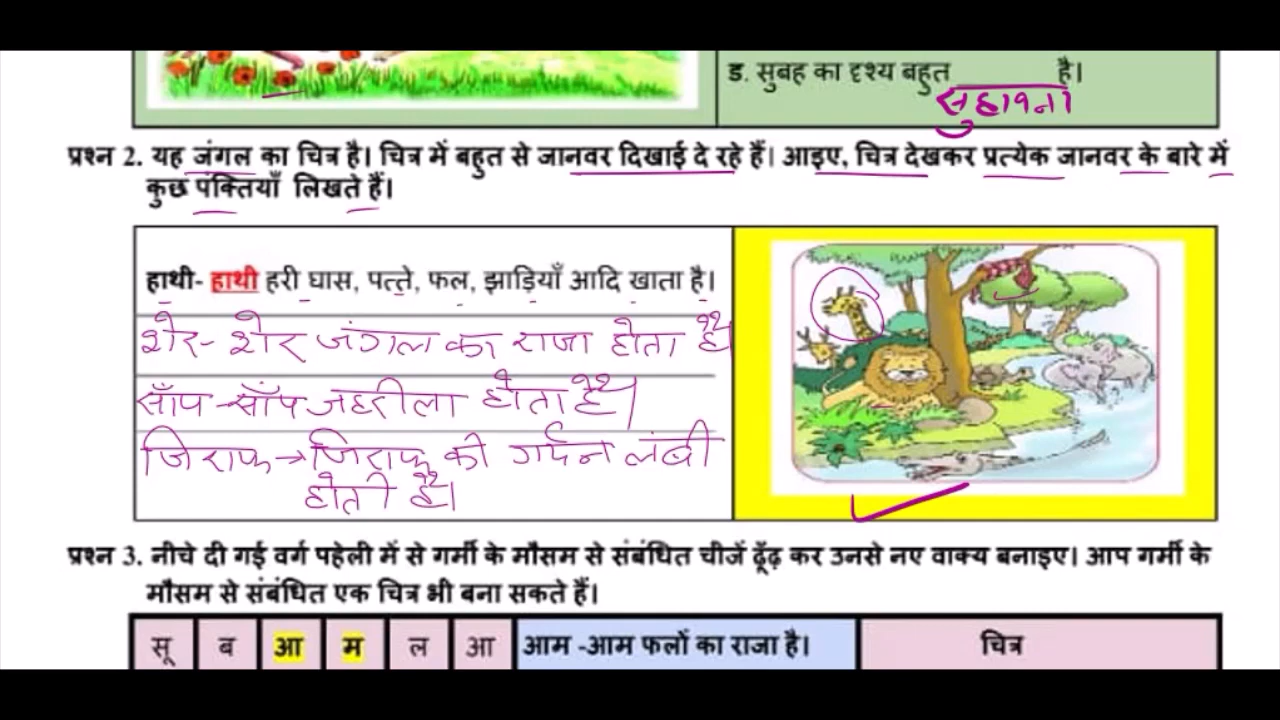 ड. सुबह का दृश्य बहुत ________ है।
सुहावना
प्रश्न 2. यह जंगल का चित्र है। चित्र में बहुत से जानवर दिखाई दे रहे हैं। आइए, चित्र देखकर प्रत्येक जानवर के बारे में
कुछ पंक्तियाँ लिखते हैं।
हाथी- हाथी हरी घास, पत्ते, फल, झाड़ियाँ आदि खाता है।
शेर- शेर जंगल का राजा होता है।
साँप- साँप जहरीला होता है।
जिराफ → जिराफ की गर्दन लंबी
होती है।
प्रश्न 3. नीचे दी गई वर्ग पहेली में से गर्मी के मौसम से संबंधित चीजें ढूँढ़ कर उनसे नए वाक्य बनाइए। आप गर्मी के
मौसम से संबंधित एक चित्र भी बना सकते हैं।
सू ब आ म ल आ आम -आम फलों का राजा है। चित्र